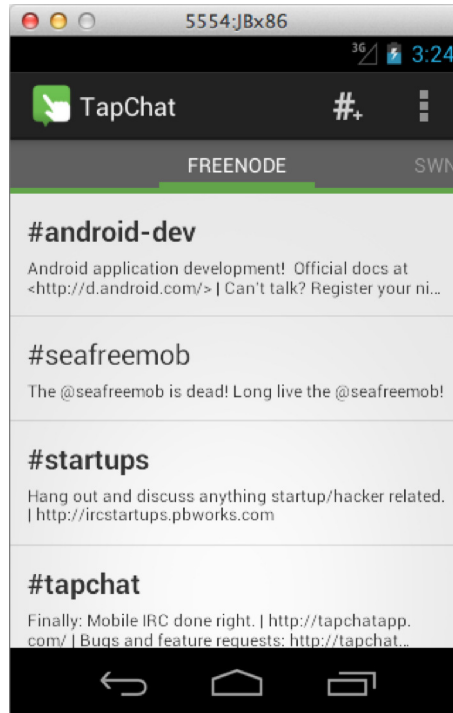 5554:JBx86
3G 3:24
TapChat #+
FREENODE SWN
#android-dev
Android application development! Official docs at
<http://d.android.com/> | Can't talk? Register your ni...
#seafreemob
The @seafreemob is dead! Long live the @seafreemob!
#startups
Hang out and discuss anything startup/hacker related.
| http://ircstartups.pbworks.com
#tapchat
Finally: Mobile IRC done right. | http://tapchatapp.
com/ | Bugs and feature requests: http://tapchat...